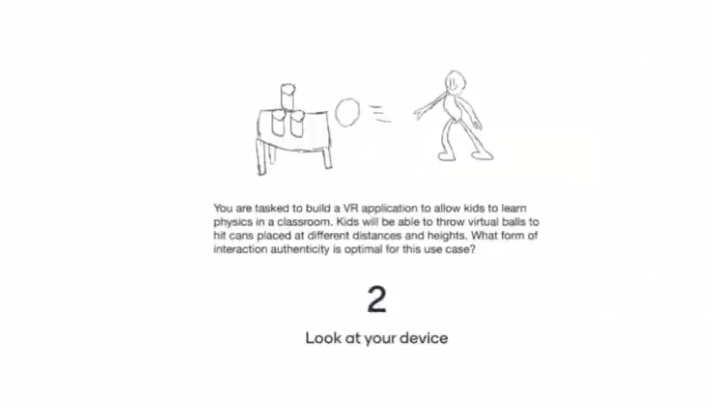 You are tasked to build a VR application to allow kids to learn
physics in a classroom. Kids will be able to throw virtual balls to
hit cans placed at different distances and heights. What form of
interaction authenticity is optimal for this use case?
2
Look at your device